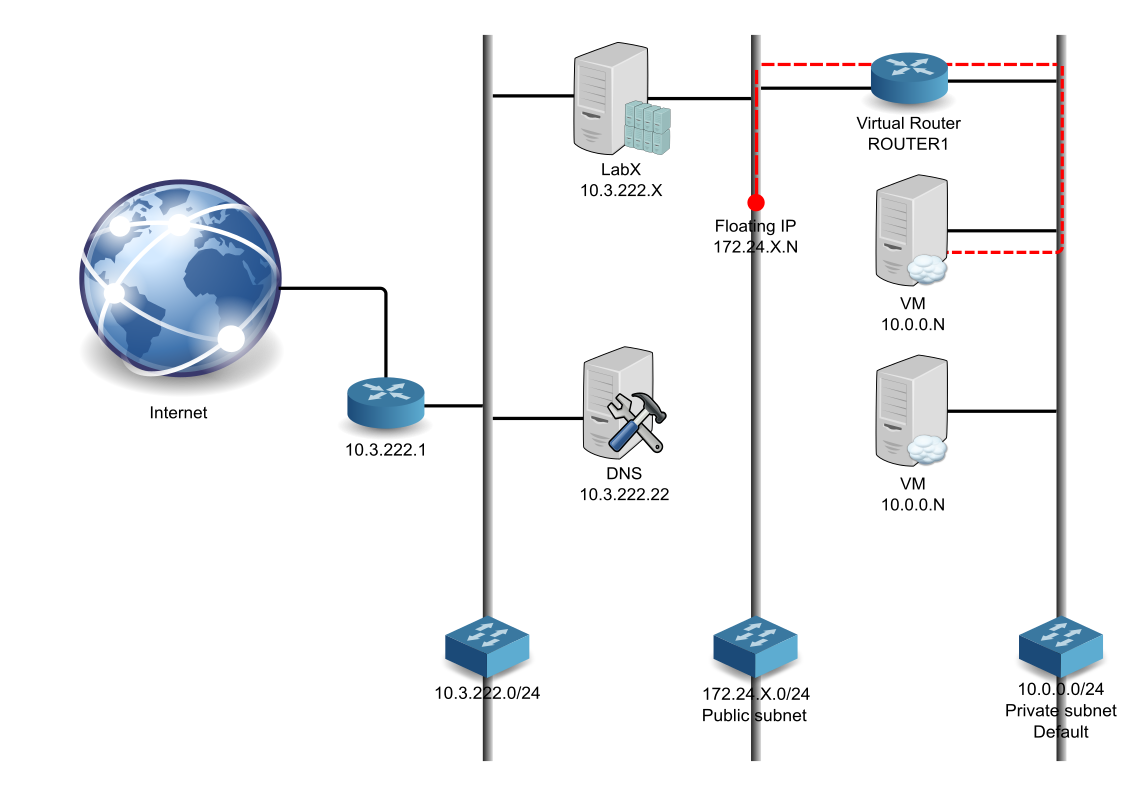 LabX
10.3.222.X
Virtual Router
ROUTER1
Floating IP
172.24.X.N
VM
10.0.0.N
Internet
10.3.222.1
DNS
10.3.222.22
VM
10.0.0.N
10.3.222.0/24
172.24.X.0/24
Public subnet
10.0.0.0/24
Private subnet
Default